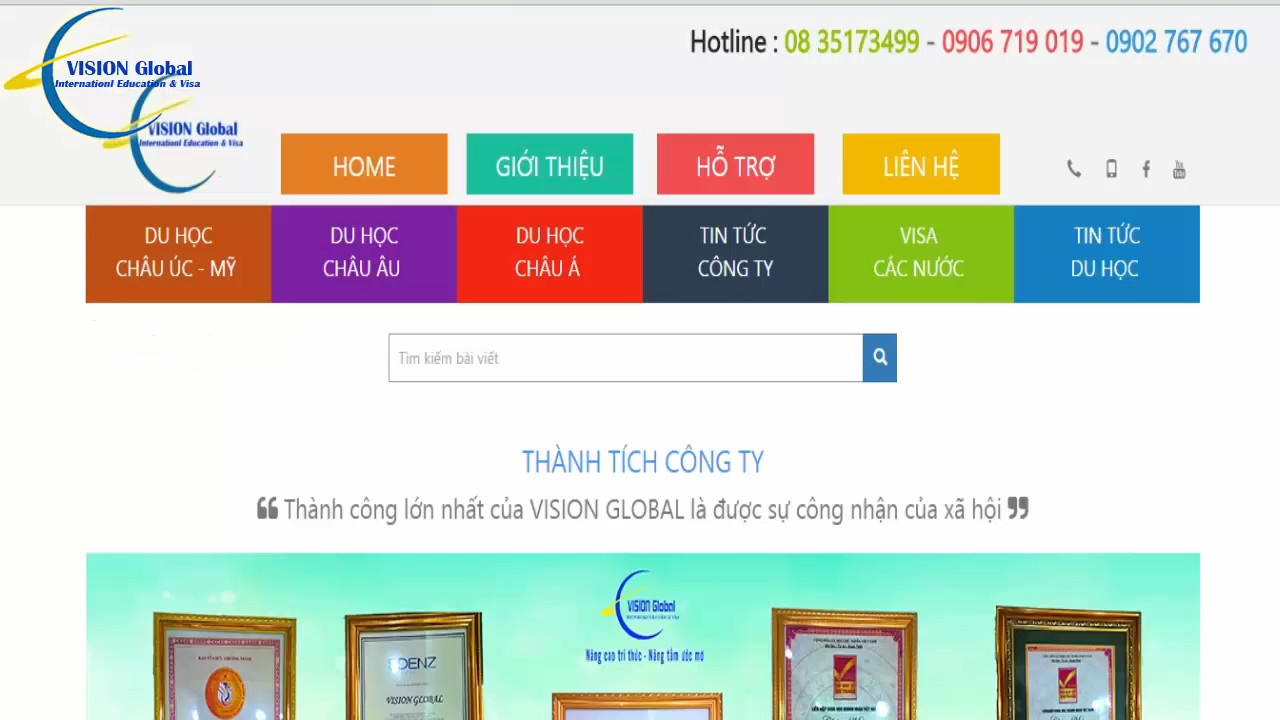 VISION Global
Internationl Education & Visa
Hotline : 08 35173499 - 0906 719 019 - 0902 767 670
VISION Global
Internationl Education & Visa
HOME
GIỚI THIỆU
HỖ TRỢ
LIÊN HỆ
You
Tube
DU HỌC
CHÂU ÚC - MỸ
DU HỌC
CHÂU ÂU
DU HỌC
CHÂU Á
TIN TỨC
CÔNG TY
VISA
CÁC NƯỚC
TIN TỨC
DU HỌC
Tìm kiếm bài viết
THÀNH TÍCH CÔNG TY
❝ Thành công lớn nhất của VISION GLOBAL là được sự công nhận của xã hội ❞
VISION Global
Nâng cao tri thức - Nâng tầm ước mơ
VISION GLOBAL